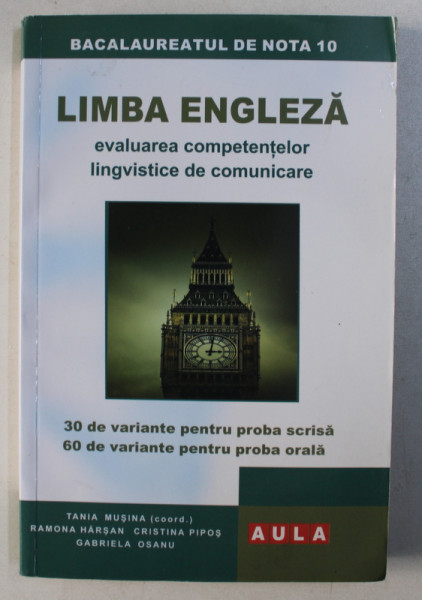 BACALAUREATUL DE NOTA 10
LIMBA ENGLEZĂ
evaluarea competențelor
lingvistice de comunicare
30 de variante pentru proba scrisă
60 de variante pentru proba orală
TANIA MUȘINA (coord.)
RAMONA HÂRȘAN CRISTINA PIPOȘ
GABRIELA OSANU
AULA